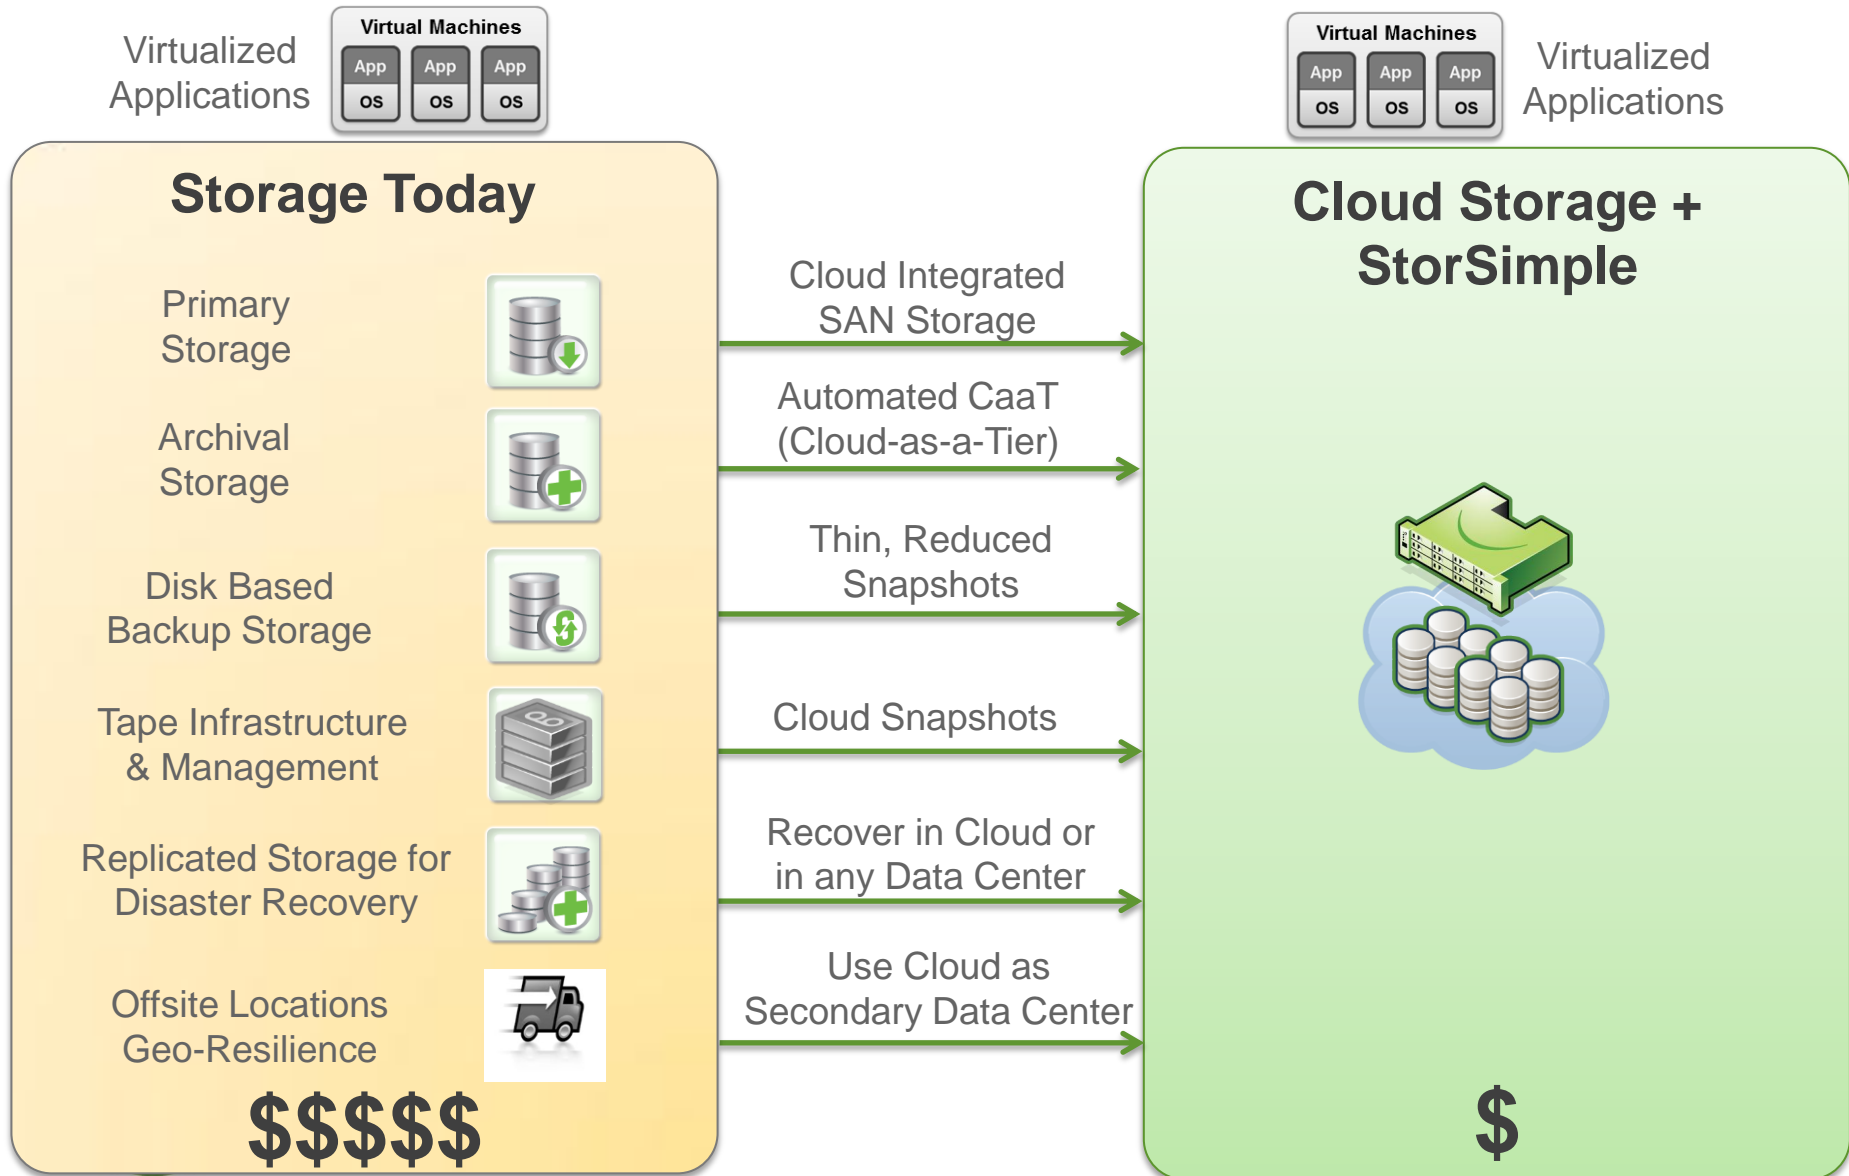 Virtualized
Applications
Virtual Machines
App App App
OS OS OS
Virtual Machines
App App App
OS OS OS
Virtualized
Applications
Storage Today
Primary
Storage
Archival
Storage
Disk Based
Backup Storage
Tape Infrastructure
& Management
Replicated Storage for
Disaster Recovery
Offsite Locations
Geo-Resilience
$$$$$
Cloud Integrated
SAN Storage
Automated CaaT
(Cloud-as-a-Tier)
Thin, Reduced
Snapshots
Cloud Snapshots
Recover in Cloud or
in any Data Center
Use Cloud as
Secondary Data Center
Cloud Storage +
StorSimple
$